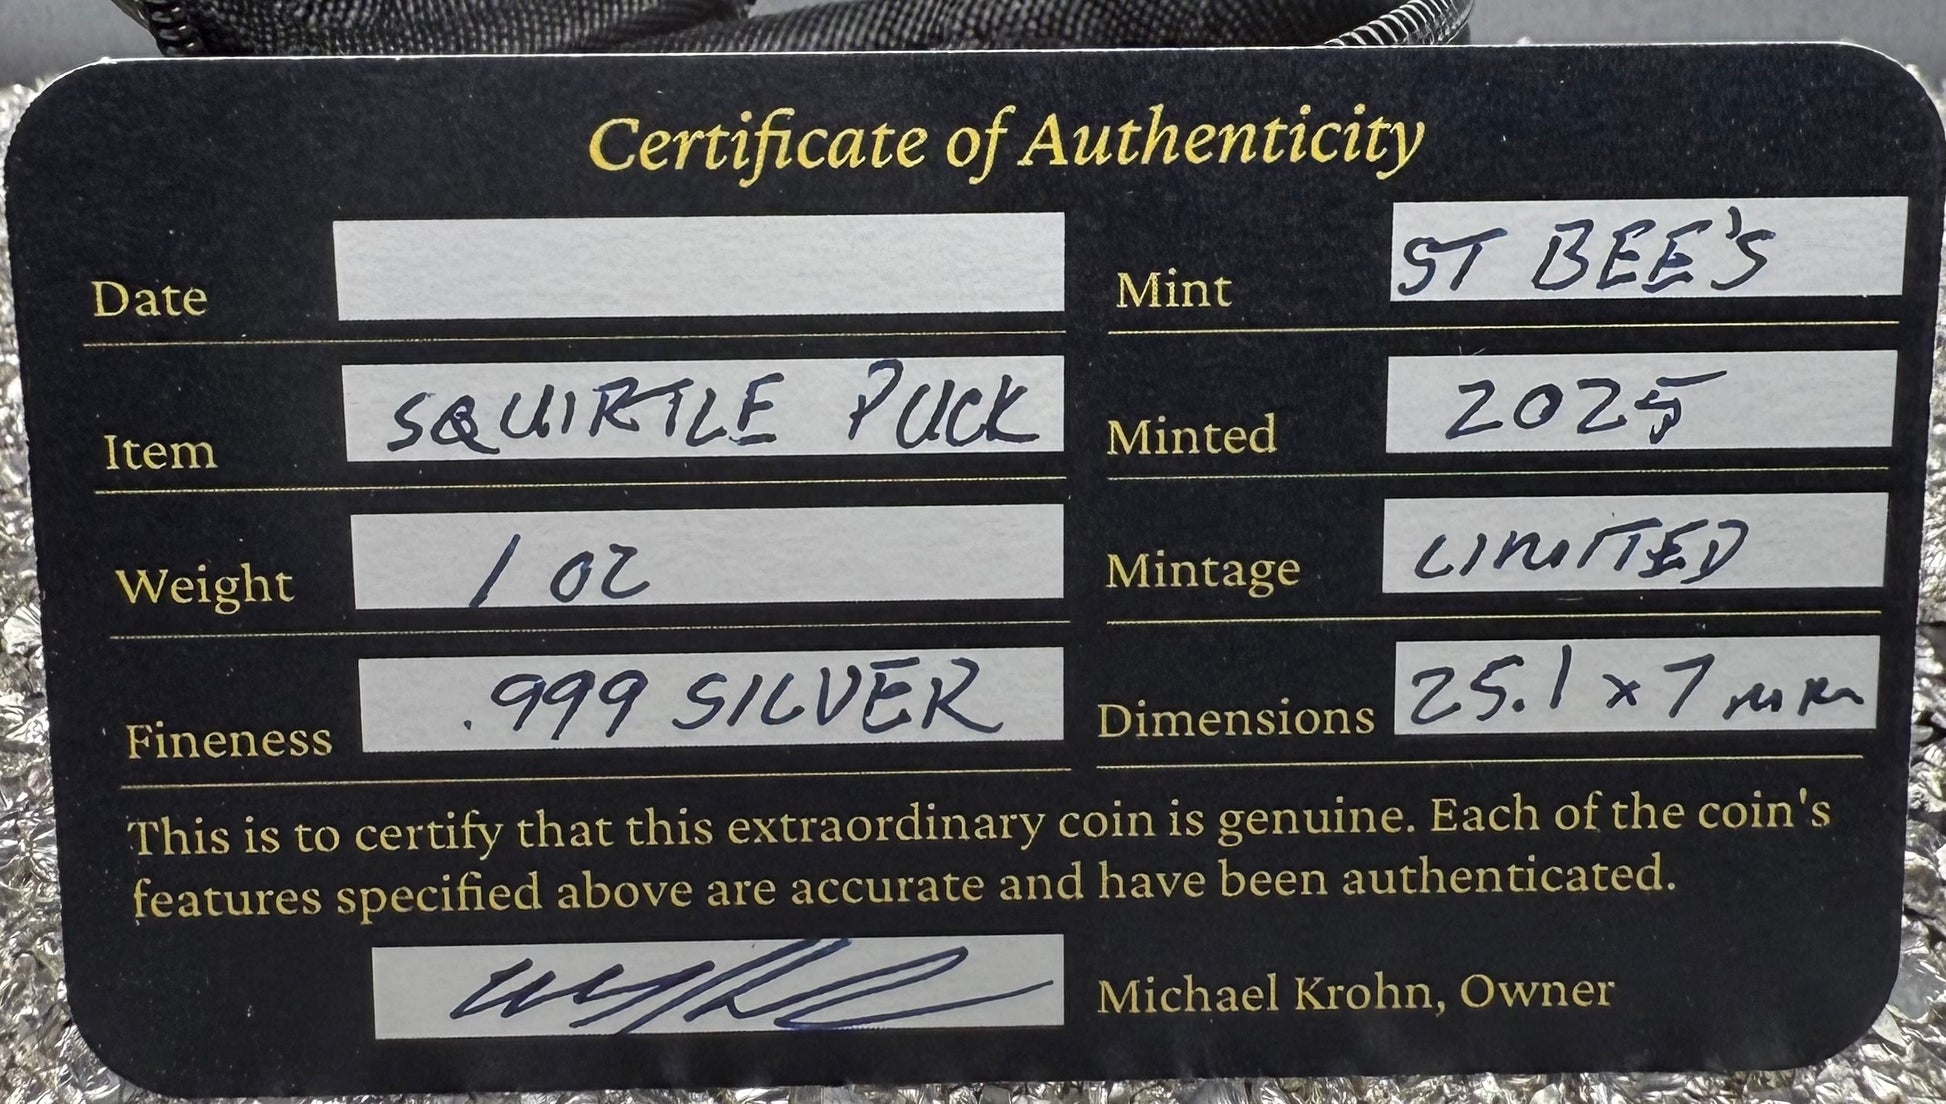 Certificate of Authenticity
Date
Mint ST BEE'S
Item SQUIRTLE PUCK
Minted 2025
Weight 1 OZ
Mintage LIMITED
Fineness .999 SILVER
Dimensions 25.1 x 7 mm
This is to certify that this extraordinary coin is genuine. Each of the coin's
features specified above are accurate and have been authenticated.
Michael Krohn, Owner